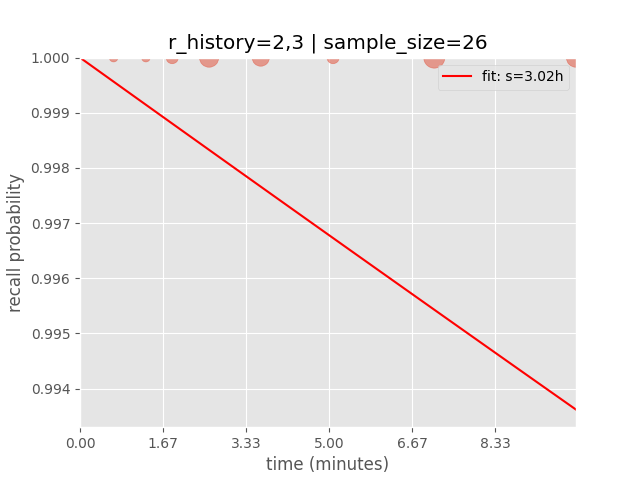 r_history=2,3 | sample_size=26
fit: s=3.02h
1.000
0.999
0.998
0.997
0.996
0.995
0.994
recall probability
0.00 1.67 3.33 5.00 6.67 8.33
time (minutes)